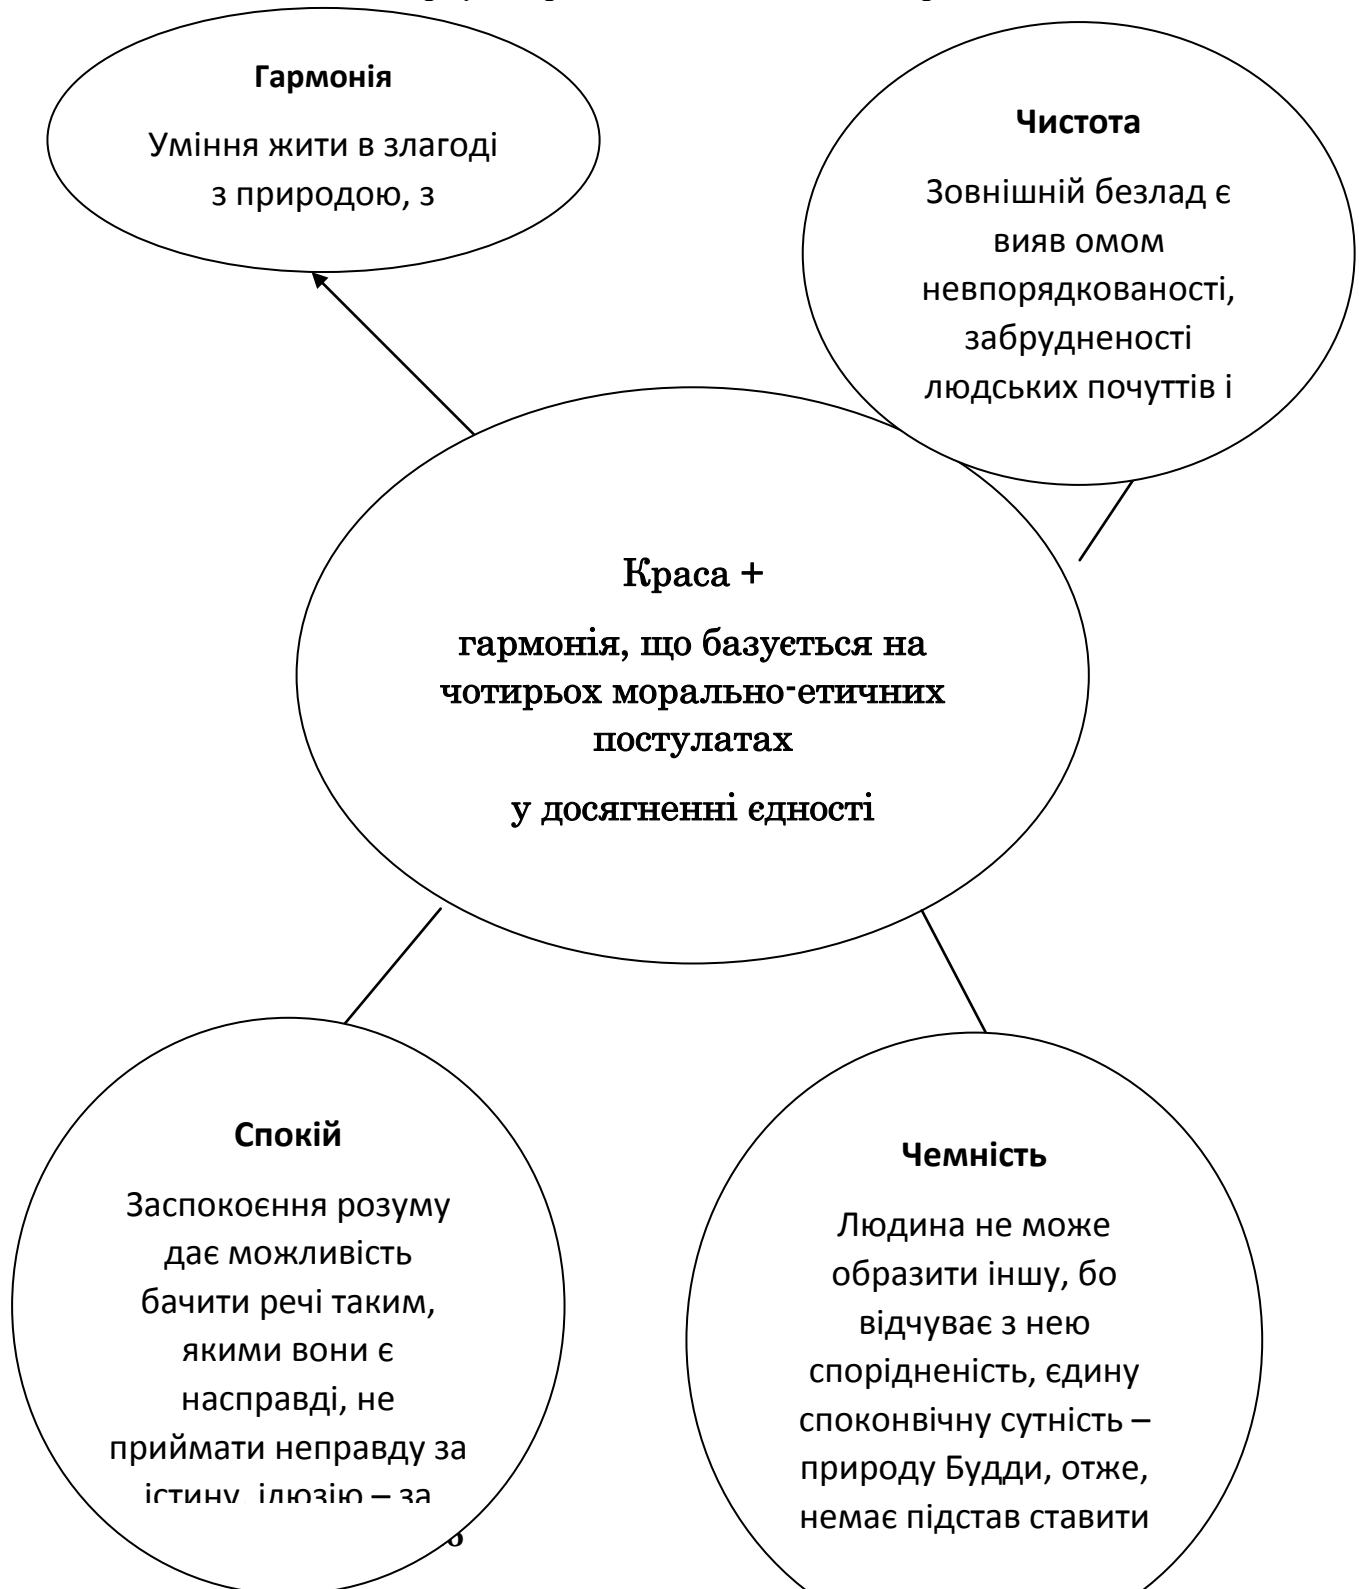 Гармонія
Уміння жити в злагоді
з природою, з
Чистота
Зовнішній безлад є
вияв омом
невпорядкованості,
забрудненості
людських почуттів і
Краса +
гармонія, що базується на
чотирьох морально-етичних
постулатах
у досягненні єдності
Спокій
Заспокоєння розуму
дає можливість
бачити речі таким,
якими вони є
насправді, не
приймати неправду за
істину, ілюзію – за
Чемність
Людина не може
образити іншу, бо
відчуває з нею
спорідненість, єдину
споконвічну сутність –
природу Будди, отже,
немає підстав ставити